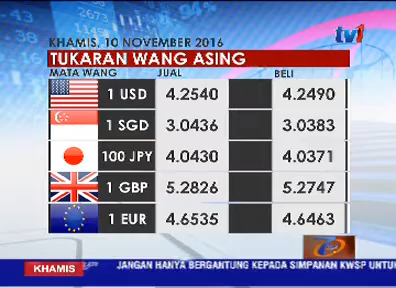 KHAMIS, 10 NOVEMBER 2016
tv1
TUKARAN WANG ASING
MATA WANG JUAL BELI
1 USD 4.2540 4.2490
1 SGD 3.0436 3.0383
100 JPY 4.0430 4.0371
1 GBP 5.2826 5.2747
1 EUR 4.6535 4.6463
KHAMIS JANGAN HANYA BERGANTUNG KEPADA SIMPANAN KWSP UNTUK